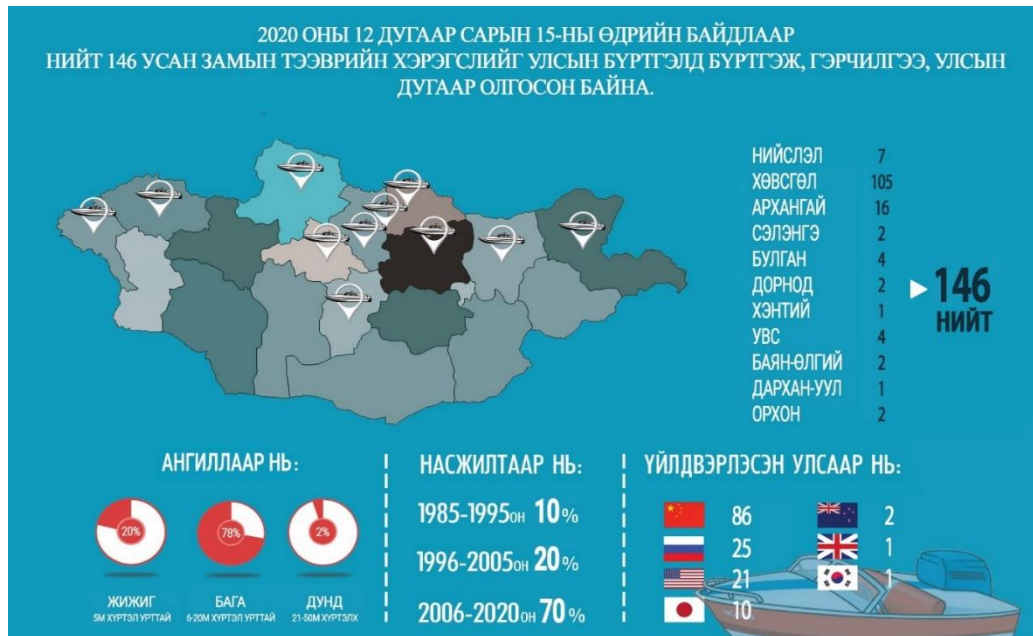 2020 ОНЫ 12 ДУГААР САРЫН 15-НЫ ӨДРИЙН БАЙДЛААР
НИЙТ 146 УСАН ЗАМЫН ТЭЭВРИЙН ХЭРЭГСЛИЙГ УЛСЫН БҮРТГЭЛД БҮРТГЭЖ, ГЭРЧИЛГЭЭ, УЛСЫН
ДУГААР ОЛГОСОН БАЙНА.
НИЙСЛЭЛ 7
ХӨВСГӨЛ 105
АРХАНГАЙ 16
СЭЛЭНГЭ 2
БУЛГАН 4
ДОРНОД 2
ХЭНТИЙ 1
УВС 4
БАЯН-ӨЛГИЙ 2
ДАРХАН-УУЛ 1
ОРХОН 2
146
НИЙТ
АНГИЛЛААР НЬ:
20% 78% 2%
ЖИЖИГ БАГА ДУНД
5М ХҮРТЭЛ УРТТАЙ 6-20М ХҮРТЭЛ УРТТАЙ 21-50М ХҮРТЭЛХ
НАСЖИЛТААР НЬ:
1985-1995ОН 10%
1996-2005ОН 20%
2006-2020ОН 70%
ҮЙЛДВЭРЛЭСЭН УЛСААР НЬ:
86 2
25 1
21 1
10